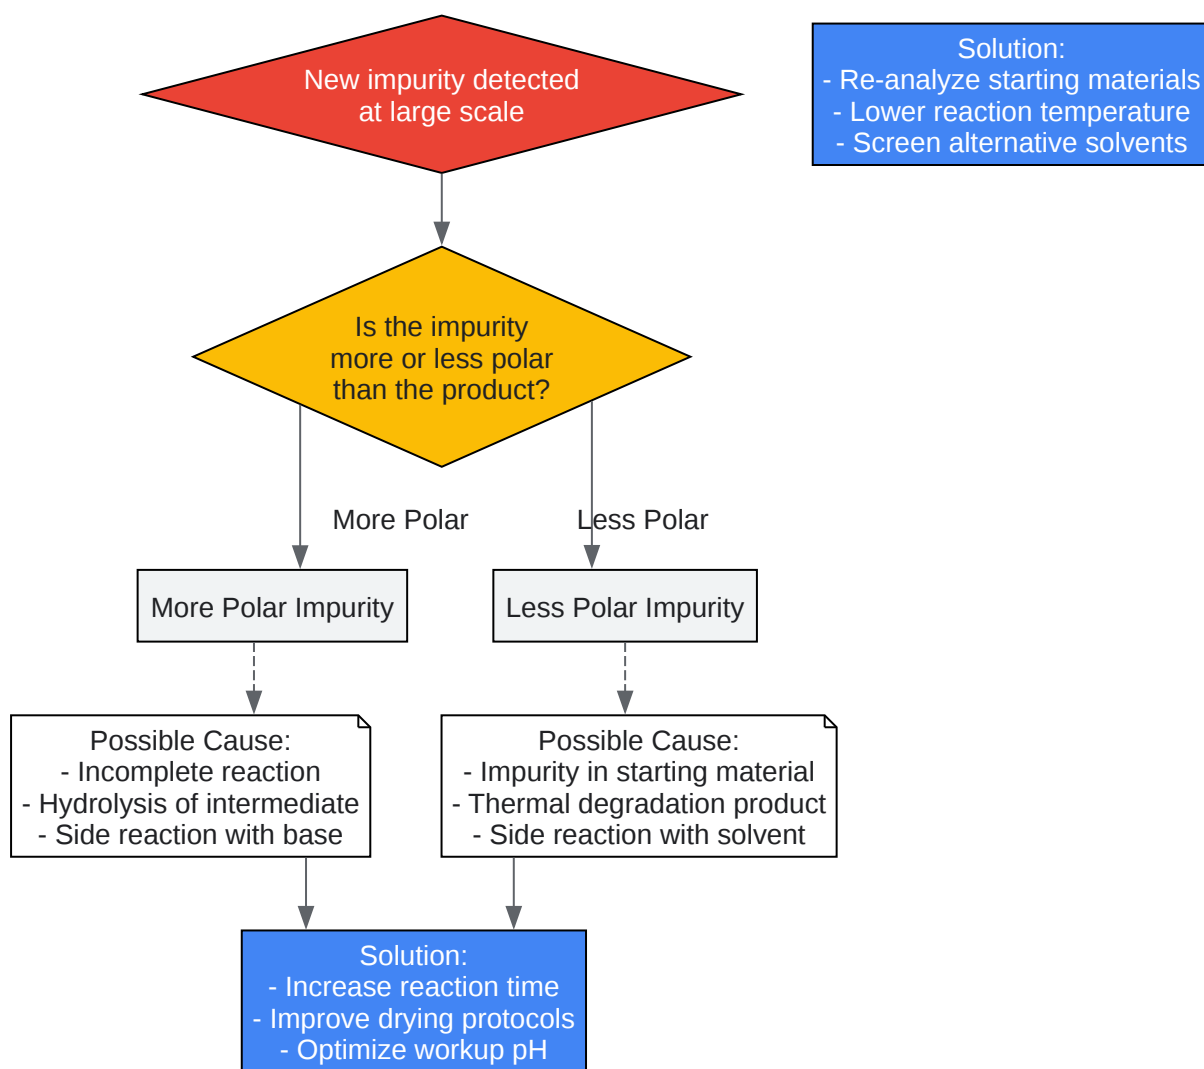 New impurity detected
at large scale
Solution:
- Re-analyze starting materials
- Lower reaction temperature
- Screen alternative solvents
Is the impurity
more or less polar
than the product?
More Polar
Less Polar
More Polar Impurity
Less Polar Impurity
Possible Cause:
- Incomplete reaction
- Hydrolysis of intermediate
- Side reaction with base
Possible Cause:
- Impurity in starting material
- Thermal degradation product
- Side reaction with solvent
Solution:
- Increase reaction time
- Improve drying protocols
- Optimize workup pH